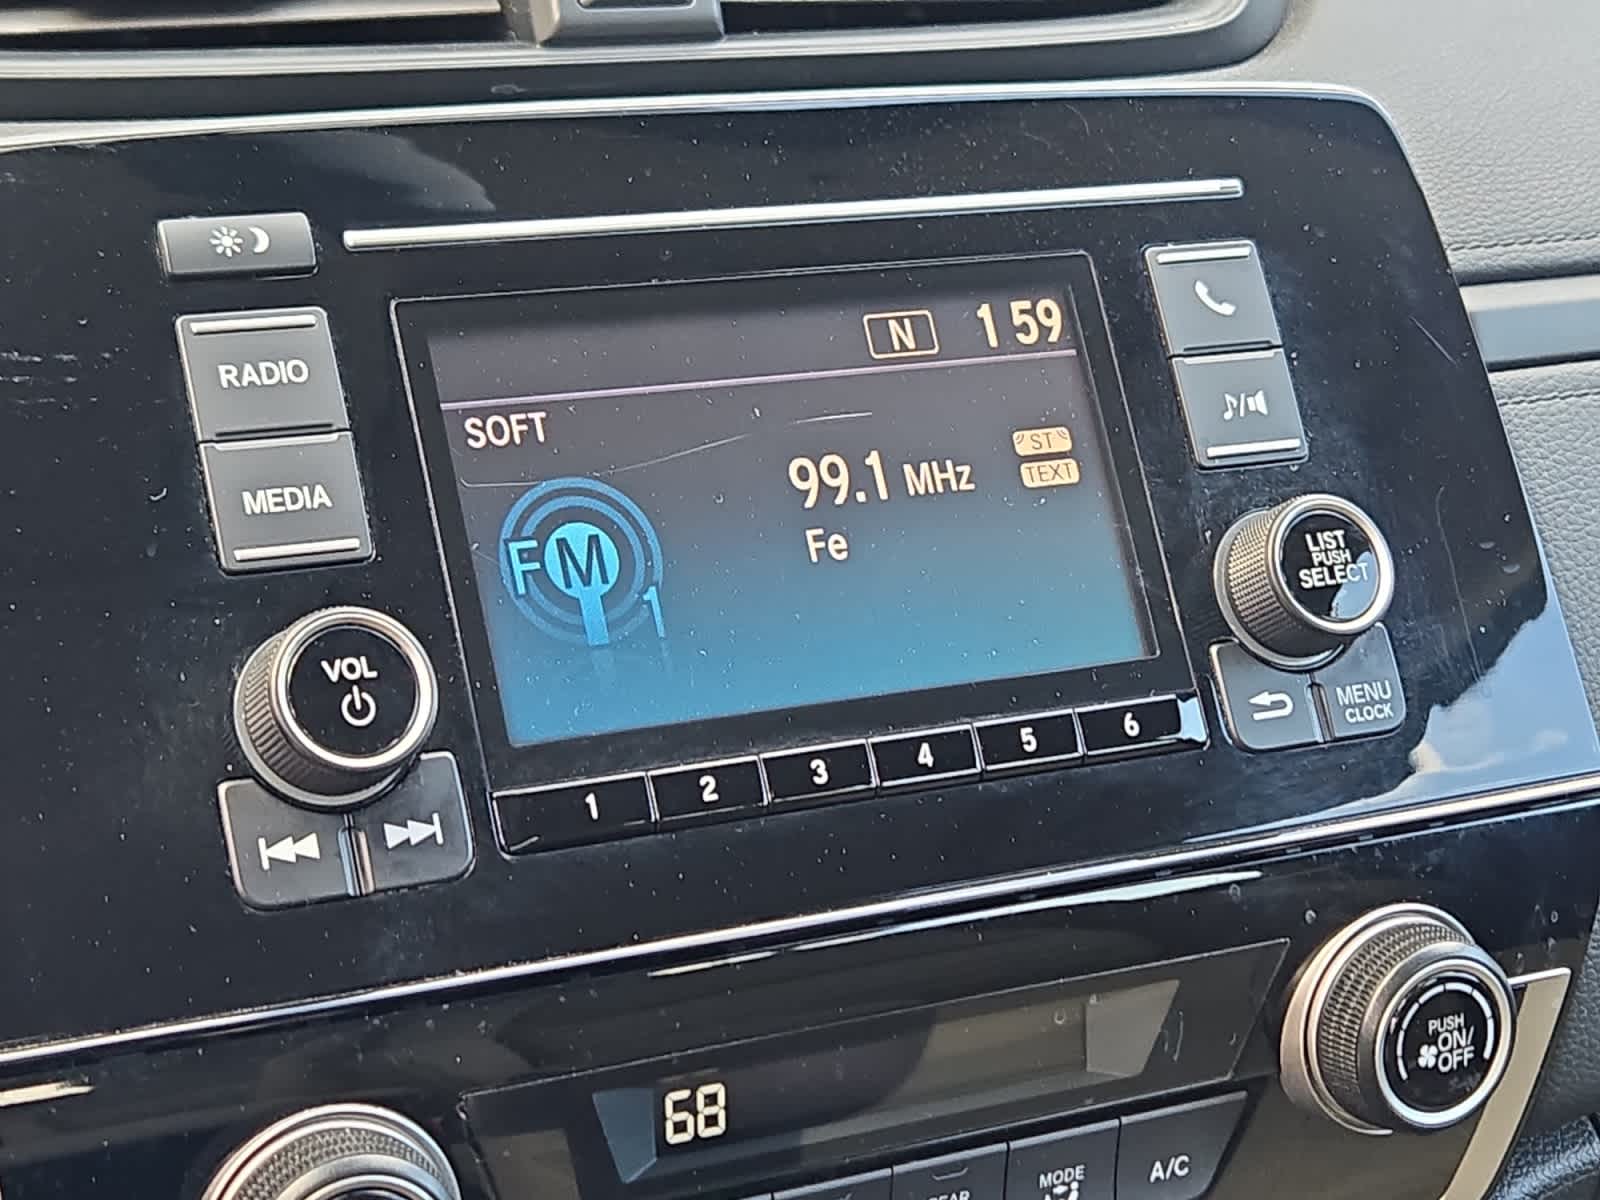 RADIO
MEDIA
VOL
N 1 59
SOFT
99.1 MHz
ST
TEXT
Fe
FM 1
1 2 3 4 5 6
LIST
PUSH
SELECT
MENU
CLOCK
68
PUSH
ON/
OFF
MODE
A/C